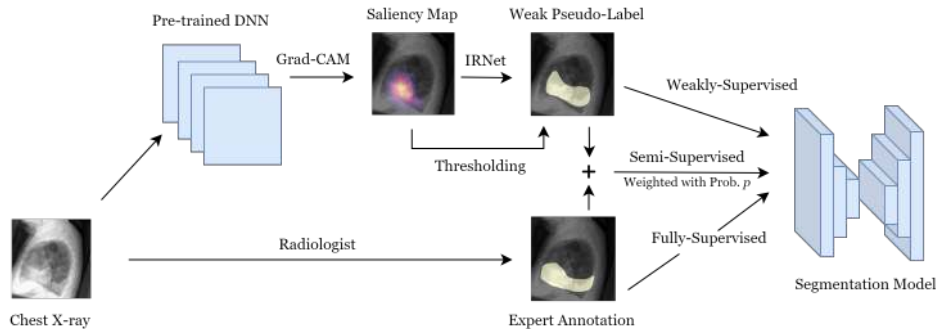 Saliency Map
Weak Pseudo-Label
Pre-trained DNN
Grad-CAM
IRNet
Weakly-Supervised
Thresholding
Semi-Supervised
+
Weighted with Prob. p
Radiologist
Fully-Supervised
Segmentation Model
Chest X-ray
Expert Annotation